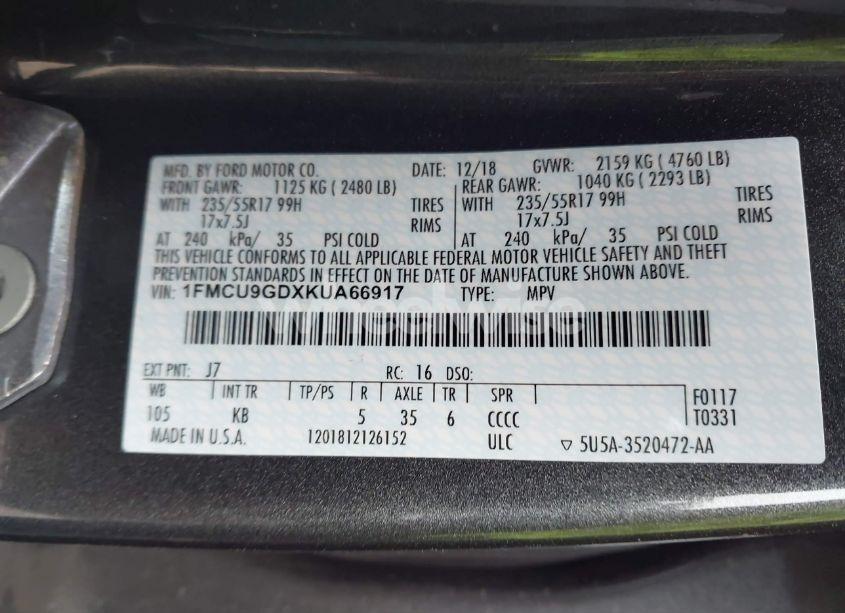 MFD. BY FORD MOTOR CO. DATE: 12/18 GVWR: 2159 KG ( 4760 LB)
FRONT GAWR: 1125 KG ( 2480 LB) REAR GAWR: 1040 KG ( 2293 LB)
WITH 235/55R17 99H TIRES WITH 235/55R17 99H TIRES
17x7.5J RIMS 17x7.5J RIMS
AT 240 kPa/ 35 PSI COLD AT 240 kPa/ 35 PSI COLD
THIS VEHICLE CONFORMS TO ALL APPLICABLE FEDERAL MOTOR VEHICLE SAFETY AND THEFT
PREVENTION STANDARDS IN EFFECT ON THE DATE OF MANUFACTURE SHOWN ABOVE.
VIN: 1FMCU9GDXKUA66917 TYPE: MPV
Wheelwise
EXT PNT: J7 RC: 16 DSO:
WB INT TR TP/PS R AXLE TR SPR F0117
105 KB 5 35 6 CCCC T0331
MADE IN U.S.A. 1201812126152 ULC ▽ 5U5A-3520472-AA